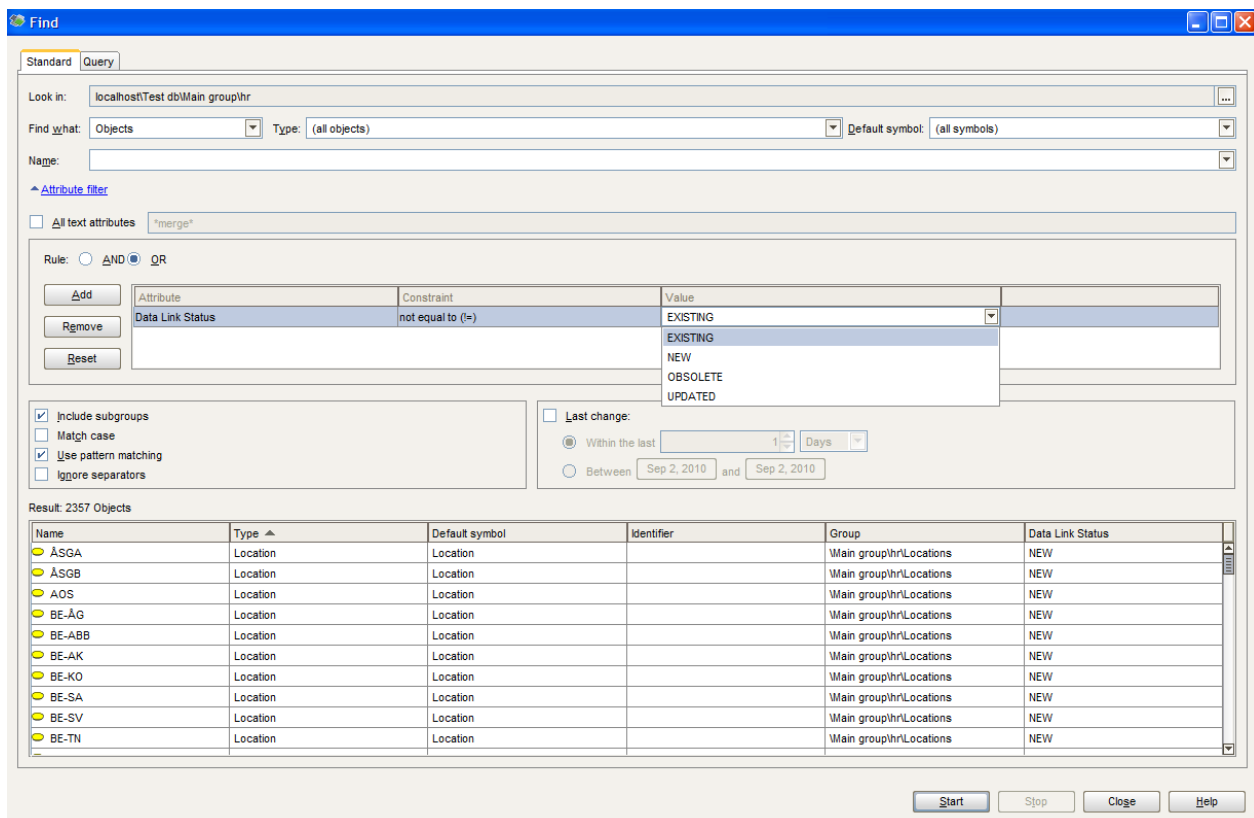 Find
Standard Query
Look in: localhost\Test db\Main group\hr ...
Find what: Objects Type: (all objects) Default symbol: (all symbols)
Name:
Attribute filter
All text attributes *merge*
Rule: AND OR
Add
Remove
Reset
Attribute Constraint Value
Data Link Status not equal to (!=) EXISTING
EXISTING
NEW
OBSOLETE
UPDATED
Include subgroups
Match case
Use pattern matching
Ignore separators
Last change:
Within the last 1 Days
Between Sep 2, 2010 and Sep 2, 2010
Result: 2357 Objects
Name Type Default symbol Identifier Group Data Link Status
ÅSGA Location Location \Main group\hr\Locations NEW
ÅSGB Location Location \Main group\hr\Locations NEW
AOS Location Location \Main group\hr\Locations NEW
BE-ÅG Location Location \Main group\hr\Locations NEW
BE-ABB Location Location \Main group\hr\Locations NEW
BE-AK Location Location \Main group\hr\Locations NEW
BE-KO Location Location \Main group\hr\Locations NEW
BE-SA Location Location \Main group\hr\Locations NEW
BE-SV Location Location \Main group\hr\Locations NEW
BE-TN Location Location \Main group\hr\Locations NEW
Start Stop Close Help